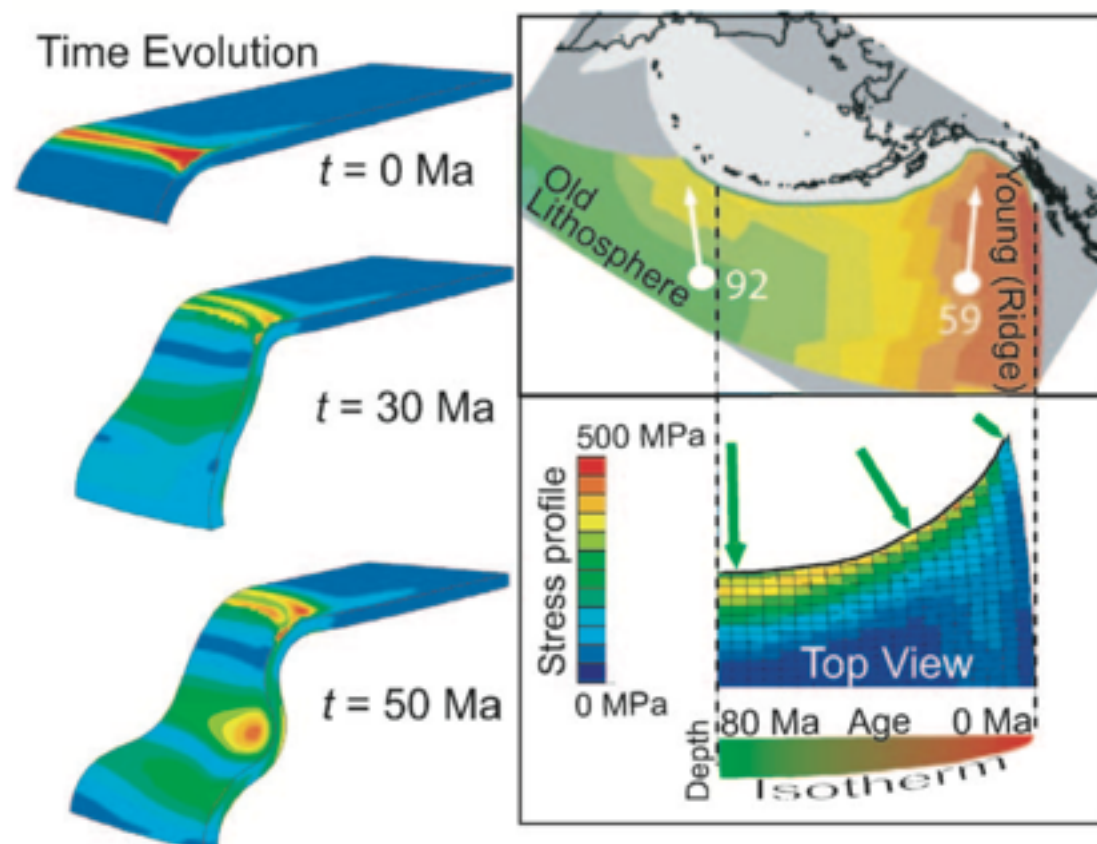 Time Evolution
t = 0 Ma
t = 30 Ma
t = 50 Ma
Old
Lithosphere
92
59
Young (Ridge)
500 MPa
Stress profile
0 MPa
Top View
80 Ma Age 0 Ma
Depth
Isotherm